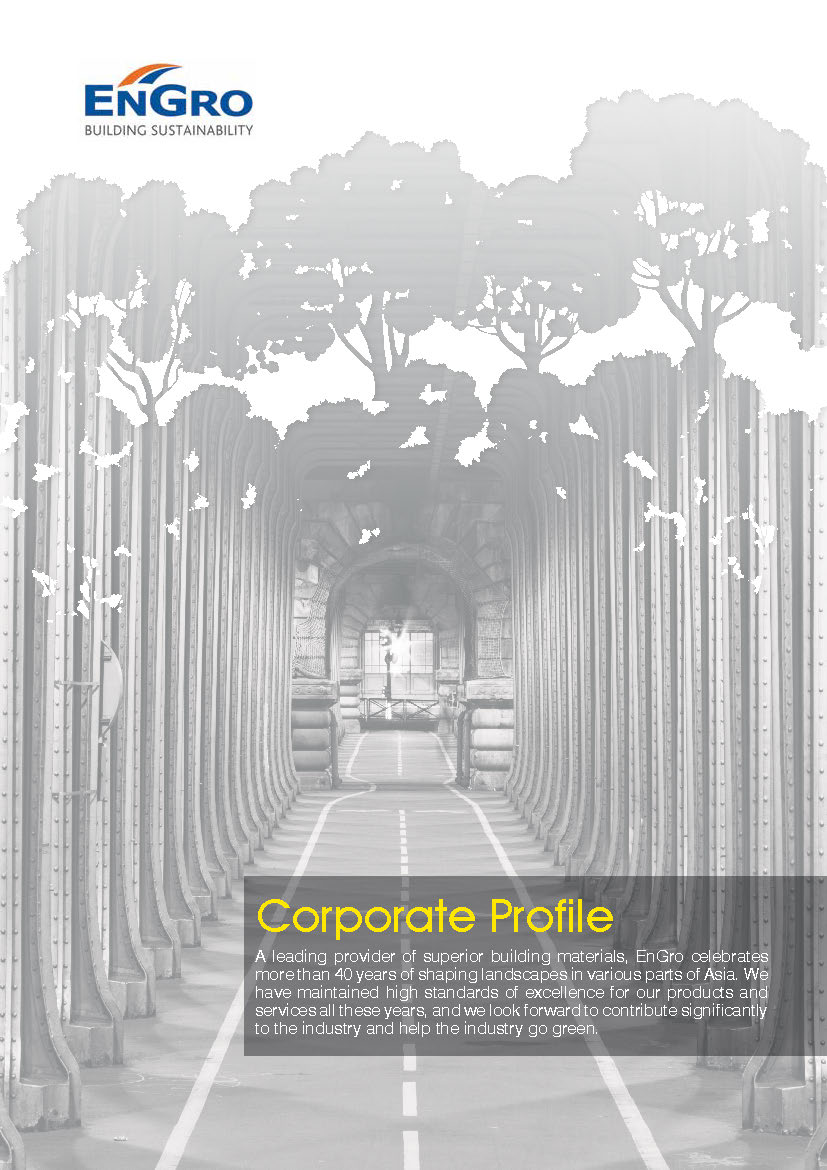 ENGRO
BUILDING SUSTAINABILITY
Corporate Profile
A leading provider of superior building materials, EnGro celebrates
more than 40 years of shaping landscapes in various parts of Asia. We
have maintained high standards of excellence for our products and
services all these years, and we look forward to contribute significantly
to the industry and help the industry go green.